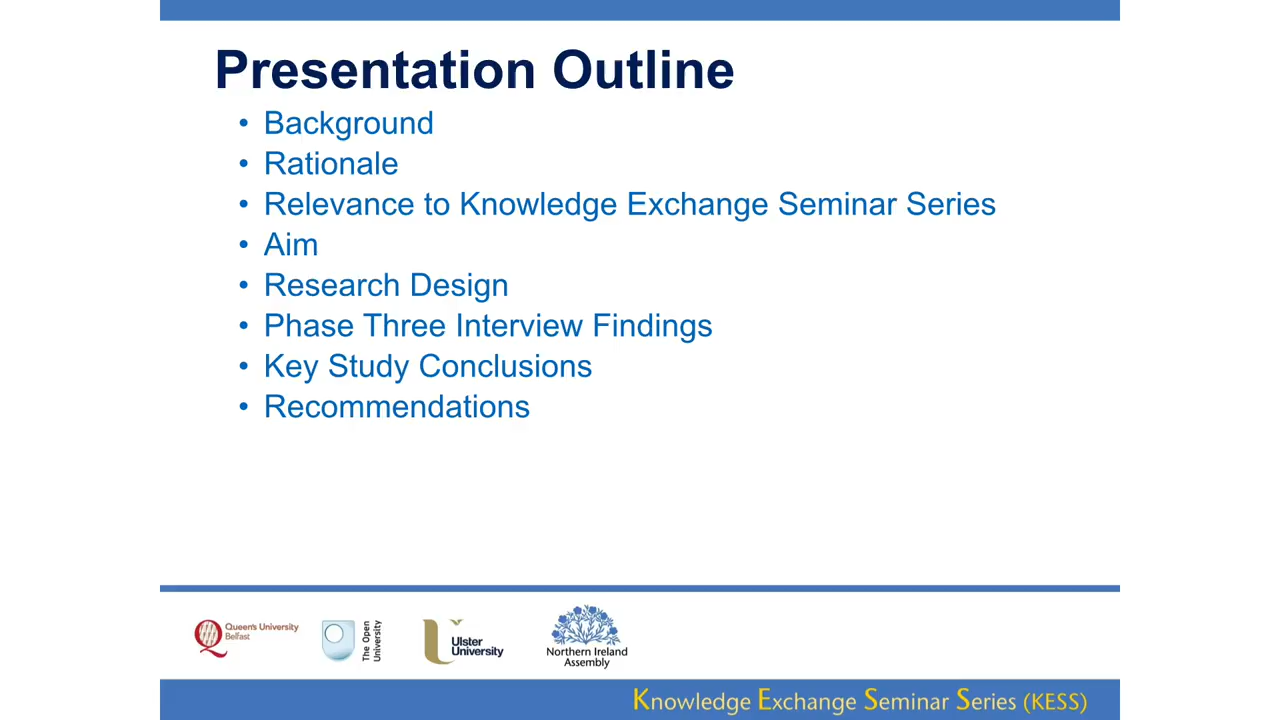 Presentation Outline
• Background
• Rationale
• Relevance to Knowledge Exchange Seminar Series
• Aim
• Research Design
• Phase Three Interview Findings
• Key Study Conclusions
• Recommendations
Queen's University
Belfast
The Open
University
Ulster
University
Northern Ireland
Assembly
Knowledge Exchange Seminar Series (KESS)